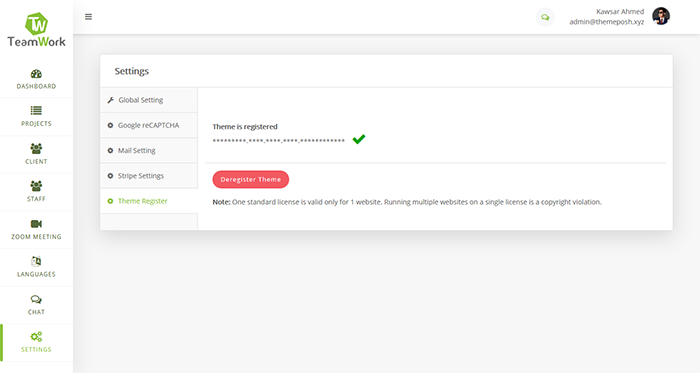 TW
TeamWork
DASHBOARD
PROJECTS
CLIENT
STAFF
ZOOM MEETING
LANGUAGES
CHAT
SETTINGS
Kawsar Ahmed
admin@themeposh.xyz
Settings
Global Setting
Google reCAPTCHA
Mail Setting
Stripe Settings
Theme Register
Theme is registered
*********-****-****-****-************
Deregister Theme
Note: One standard license is valid only for 1 website. Running multiple websites on a single license is a copyright violation.